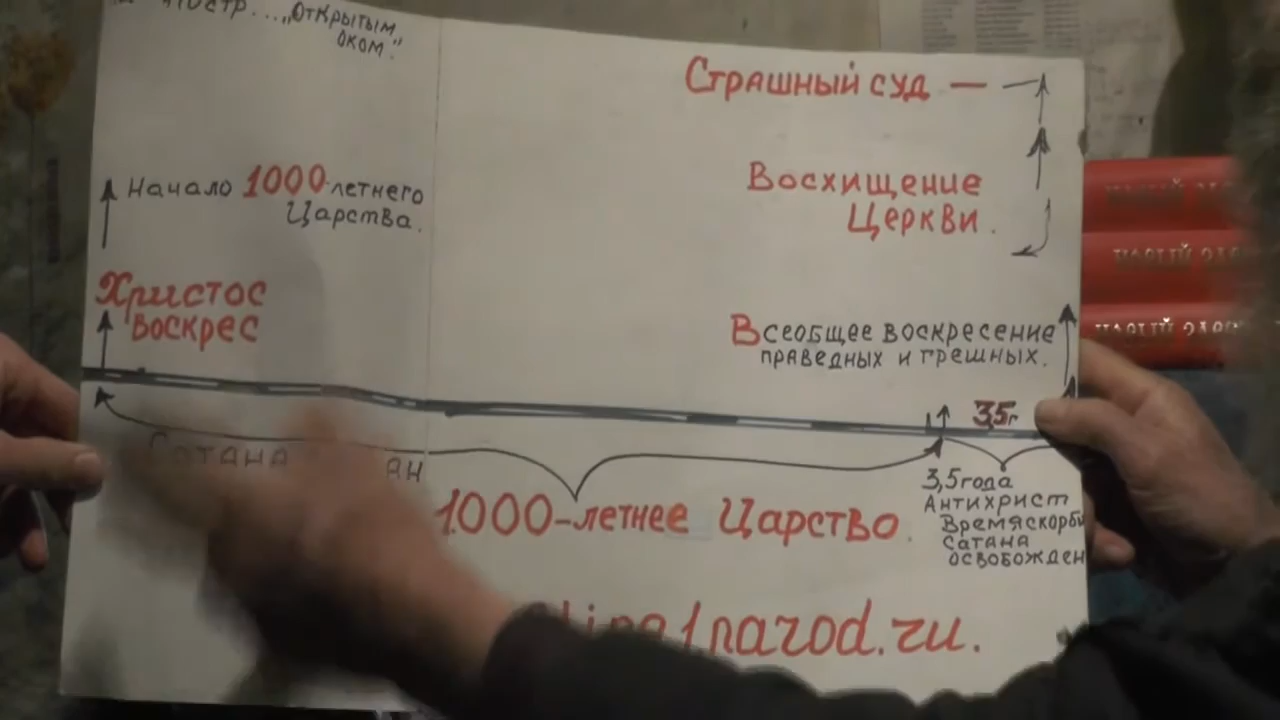 „Открытым
оком."
Страшный суд —
Начало 1000-летнего
Царства.
Восхищение
Церкви.
Христос
воскрес
Всеобщее воскресение
праведных и грешных.
3,5г
Сатана
1000-летнее Царство.
3,5 года
Антихрист
Время скорби
Сатана
освобожден
narod.ru.